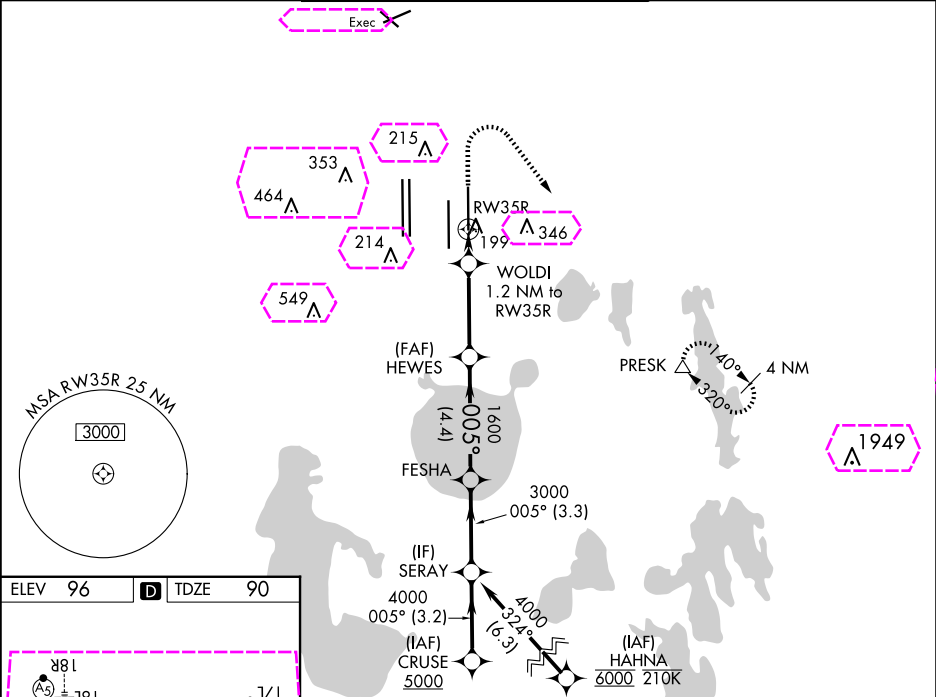 Exec
215
353
464
RW35R
199
346
214
WOLDI
1.2 NM to
RW35R
549
(FAF)
HEWES
PRESK
140°
320°
4 NM
MSA RW35R 25 NM
3000
1600
005°
(4.4)
1949
FESHA
3000
005° (3.3)
(IF)
SERAY
4000
005° (3.2)
4000
324°
(6.3)
(IAF)
CRUSE
5000
(IAF)
HAHNA
6000 210K
ELEV 96 D TDZE 90
18R
A5
18L
17L